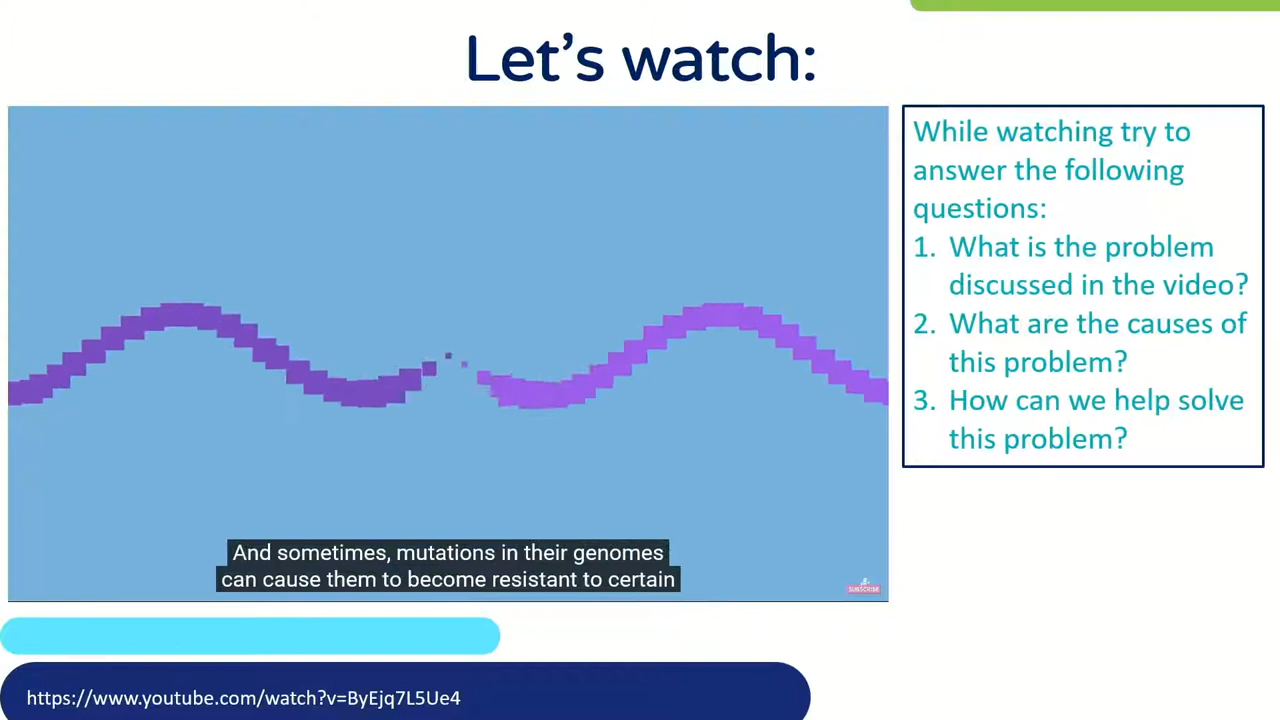 Let's watch:
While watching try to
answer the following
questions:
1. What is the problem
discussed in the video?
2. What are the causes of
this problem?
3. How can we help solve
this problem?
And sometimes, mutations in their genomes
can cause them to become resistant to certain
SUBSCRIBE
https://www.youtube.com/watch?v=ByEjq7L5Ue4